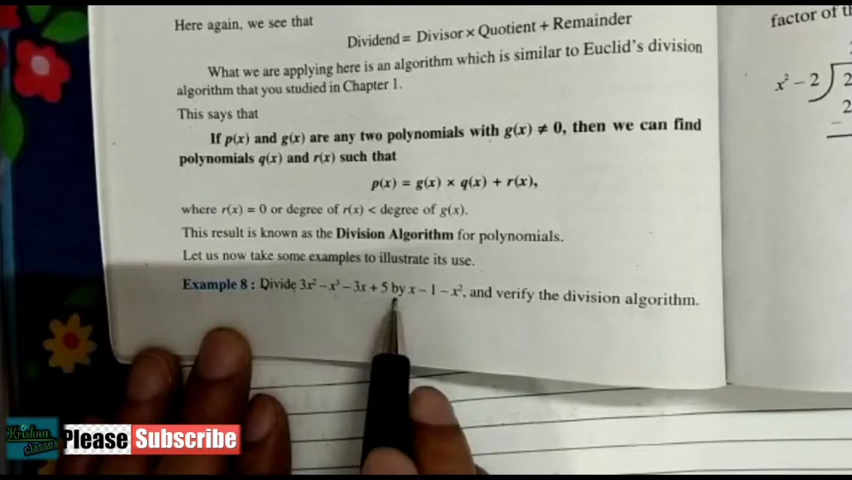 Here again, we see that
Dividend = Divisor × Quotient + Remainder
What we are applying here is an algorithm which is similar to Euclid's division
algorithm that you studied in Chapter 1.
This says that
If p(x) and g(x) are any two polynomials with g(x) ≠ 0, then we can find
polynomials q(x) and r(x) such that
p(x) = g(x) × q(x) + r(x),
where r(x) = 0 or degree of r(x) < degree of g(x).
This result is known as the Division Algorithm for polynomials.
Let us now take some examples to illustrate its use.
Example 8 : Divide 3x² – x³ – 3x + 5 by x – 1 – x², and verify the division algorithm.
factor of
x² – 2
Krishna
classes
Please Subscribe